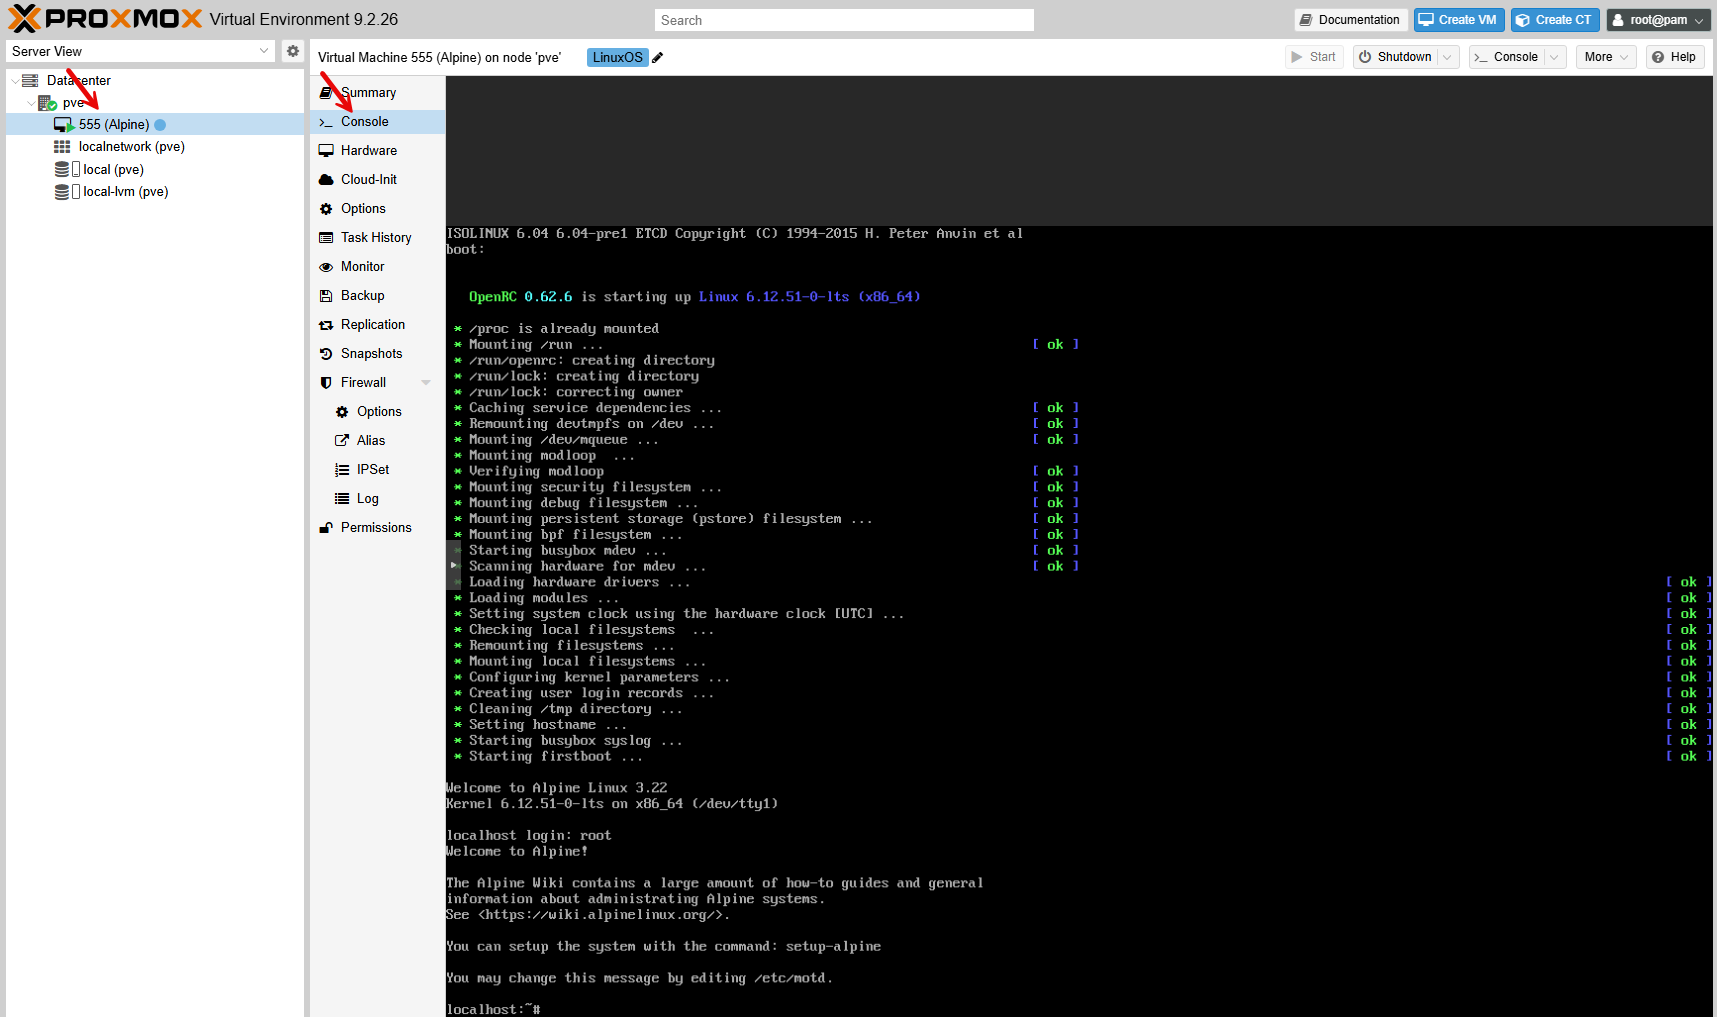 PROXMOX Virtual Environment 9.2.26
Search
Documentation
Create VM
Create CT
root@pam
Server View
Datacenter
pve
555 (Alpine)
localnetwork (pve)
local (pve)
local-lvm (pve)
Virtual Machine 555 (Alpine) on node 'pve'
LinuxOS
Start
Shutdown
Console
More
Help
Summary
Console
Hardware
Cloud-Init
Options
Task History
Monitor
Backup
Replication
Snapshots
Firewall
Options
Alias
IPSet
Log
Permissions
ISOLINUX 6.04 6.04-pre1 ETCD Copyright (C) 1994-2015 H. Peter Anvin et al
boot:
OpenRC 0.62.6 is starting up Linux 6.12.51-0-lts (x86_64)
* /proc is already mounted
* Mounting /run ... [ ok ]
* /run/openrc: creating directory
* /run/lock: creating directory
* /run/lock: correcting owner
* Caching service dependencies ... [ ok ]
* Remounting devtmpfs on /dev ... [ ok ]
* Mounting /dev/mqueue ... [ ok ]
* Mounting modloop ...
* Verifying modloop [ ok ]
* Mounting security filesystem ... [ ok ]
* Mounting debug filesystem ... [ ok ]
* Mounting persistent storage (pstore) filesystem ... [ ok ]
* Mounting bpf filesystem ... [ ok ]
* Starting busybox mdev ... [ ok ]
* Scanning hardware for mdev ... [ ok ]
* Loading hardware drivers ... [ ok ]
* Loading modules ... [ ok ]
* Setting system clock using the hardware clock [UTC] ... [ ok ]
* Checking local filesystems ... [ ok ]
* Remounting filesystems ... [ ok ]
* Mounting local filesystems ... [ ok ]
* Configuring kernel parameters ... [ ok ]
* Creating user login records ... [ ok ]
* Cleaning /tmp directory ... [ ok ]
* Setting hostname ... [ ok ]
* Starting busybox syslog ... [ ok ]
* Starting firstboot ... [ ok ]
Welcome to Alpine Linux 3.22
Kernel 6.12.51-0-lts on x86_64 (/dev/tty1)
localhost login: root
Welcome to Alpine!
The Alpine Wiki contains a large amount of how-to guides and general
information about administrating Alpine systems.
See <https://wiki.alpinelinux.org/>.
You can setup the system with the command: setup-alpine
You may change this message by editing /etc/motd.
localhost:~#